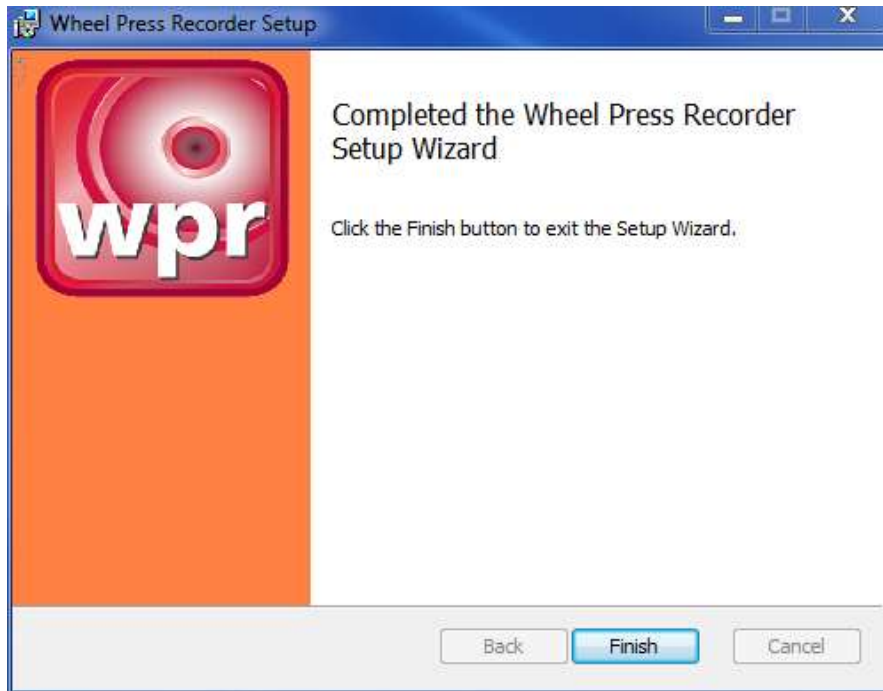 Wheel Press Recorder Setup
wpr
Completed the Wheel Press Recorder
Setup Wizard
Click the Finish button to exit the Setup Wizard.
Back Finish Cancel